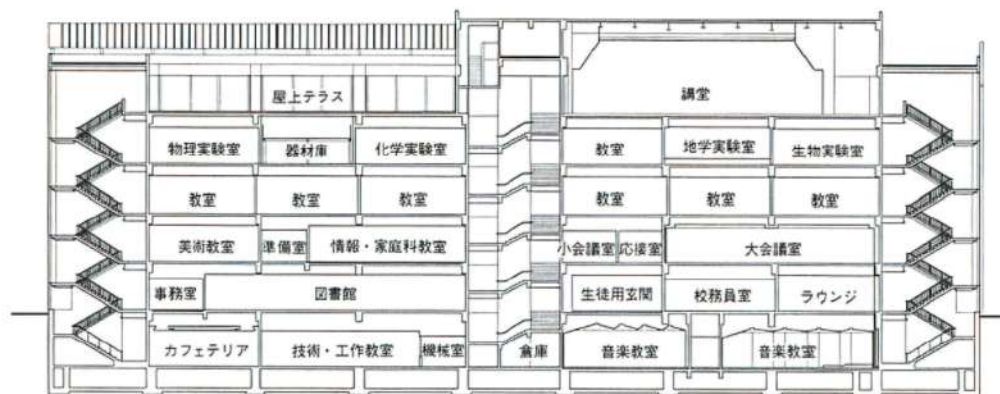 屋上テラス
講堂
物理実験室
器材庫
化学実験室
教室
地学実験室
生物実験室
教室
教室
教室
教室
教室
教室
美術教室
準備室
情報・家庭科教室
小会議室
応接室
大会議室
事務室
図書館
生徒用玄関
校務員室
ラウンジ
カフェテリア
技術・工作教室
機械室
倉庫
音楽教室
音楽教室